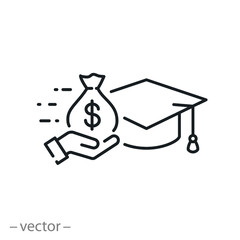 $
- vector -